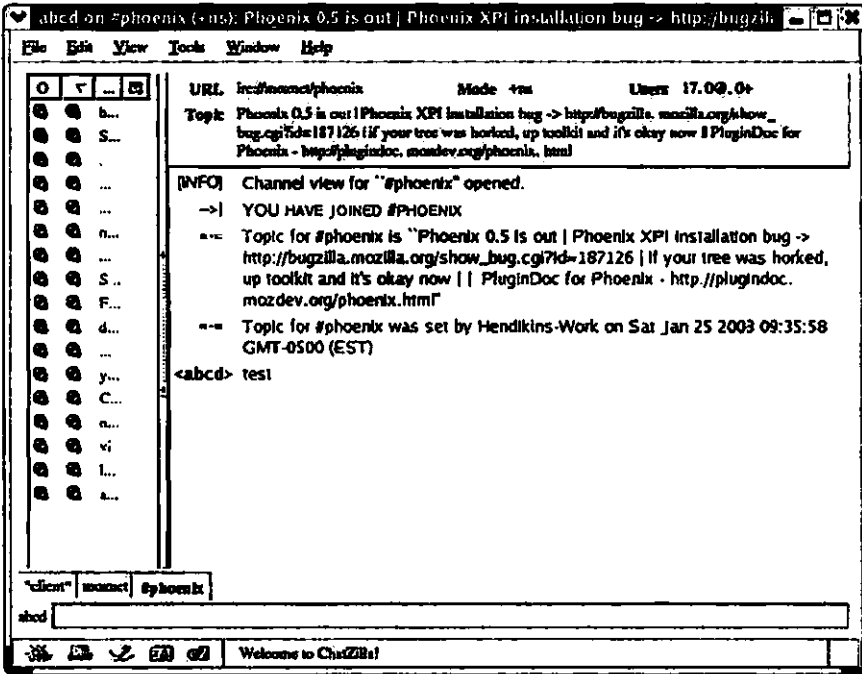 abcd on #phoenix (+ns): Phoenix 0.5 is out | Phoenix XPI installation bug -> http://bugzill
File Edit View Tools Window Help
URL irc://moznet/phoenix Mode +ns Users 17, 0@, 0+
Topic Phoenix 0.5 is out | Phoenix XPI installation bug -> http://bugzilla. mozilla.org/show_
bug.cgi?id=187126 | if your tree was horked, up toolkit and it's okay now || PluginDoc for
Phoenix - http://plugindoc. mozdev.org/phoenix. html
b...
S...
.
...
...
n...
...
S ..
F...
d...
...
y...
C...
n...
vi
l...
a...
[INFO] Channel view for ``#phoenix" opened.
-->| YOU HAVE JOINED #PHOENIX
=-= Topic for #phoenix is ``Phoenix 0.5 is out | Phoenix XPI installation bug ->
http://bugzilla.mozilla.org/show_bug.cgi?id=187126 | If your tree was horked,
up toolkit and it's okay now | | PluginDoc for Phoenix - http://plugindoc.
mozdev.org/phoenix.html"
=-= Topic for #phoenix was set by Hendikins-Work on Sat Jan 25 2003 09:35:58
GMT-0500 (EST)
<abcd> test
"client" moznet #phoenix
abcd
Welcome to ChatZilla!